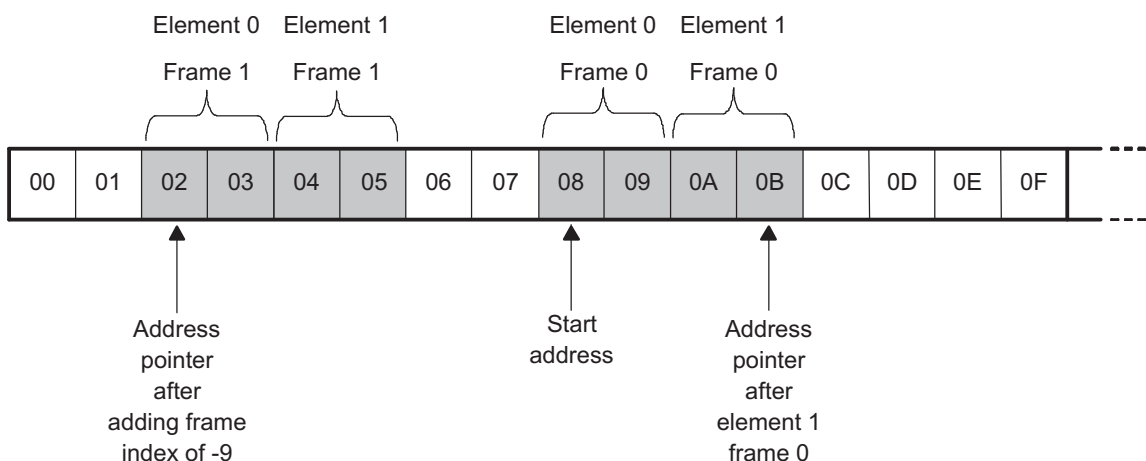 Element 0 Element 1 Element 0 Element 1
Frame 1 Frame 1 Frame 0 Frame 0
00 01 02 03 04 05 06 07 08 09 0A 0B 0C 0D 0E 0F
Address
pointer
after
adding frame
index of -9
Start
address
Address
pointer
after
element 1
frame 0